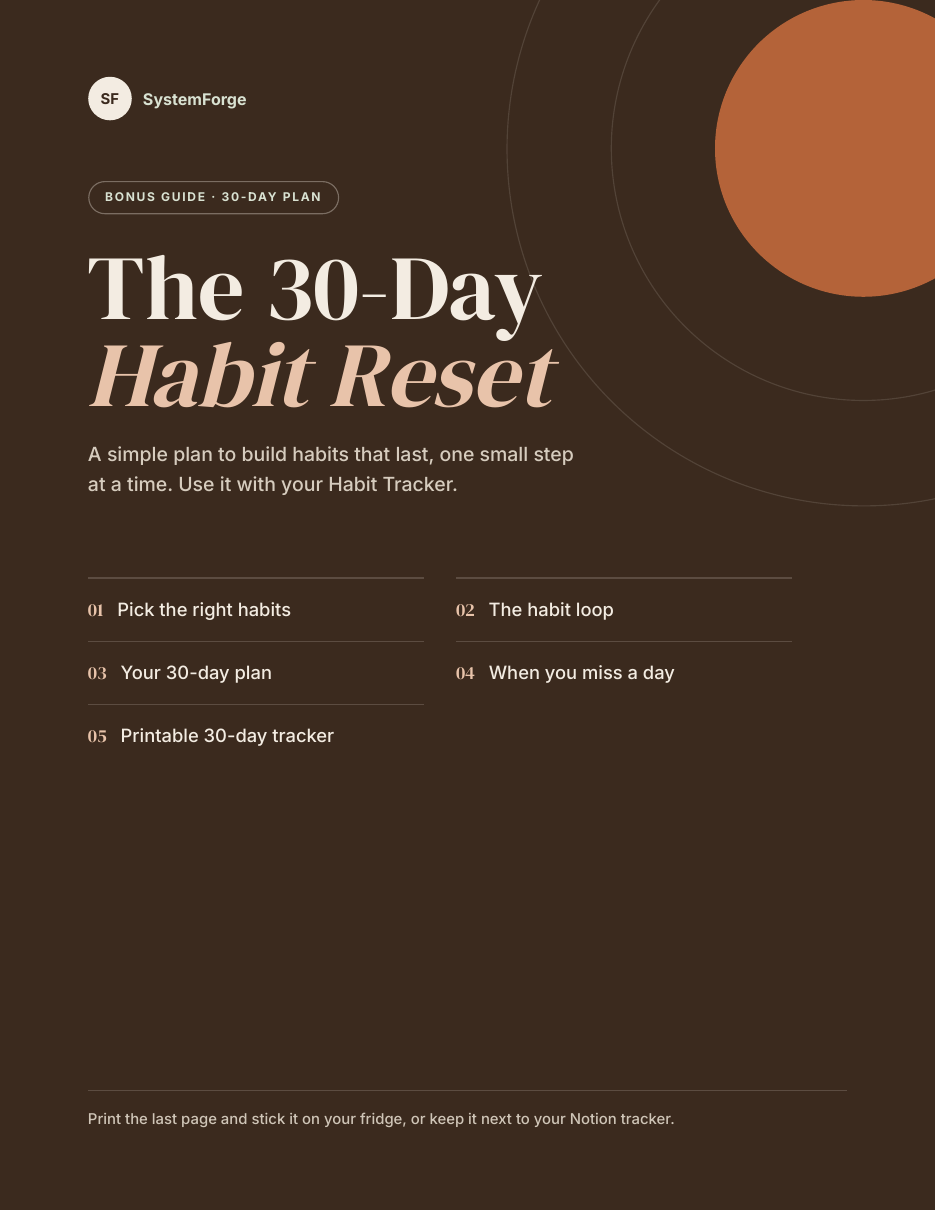 SF SystemForge
BONUS GUIDE · 30-DAY PLAN
The 30-Day
Habit Reset
A simple plan to build habits that last, one small step
at a time. Use it with your Habit Tracker.
01 Pick the right habits
02 The habit loop
03 Your 30-day plan
04 When you miss a day
05 Printable 30-day tracker
Print the last page and stick it on your fridge, or keep it next to your Notion tracker.